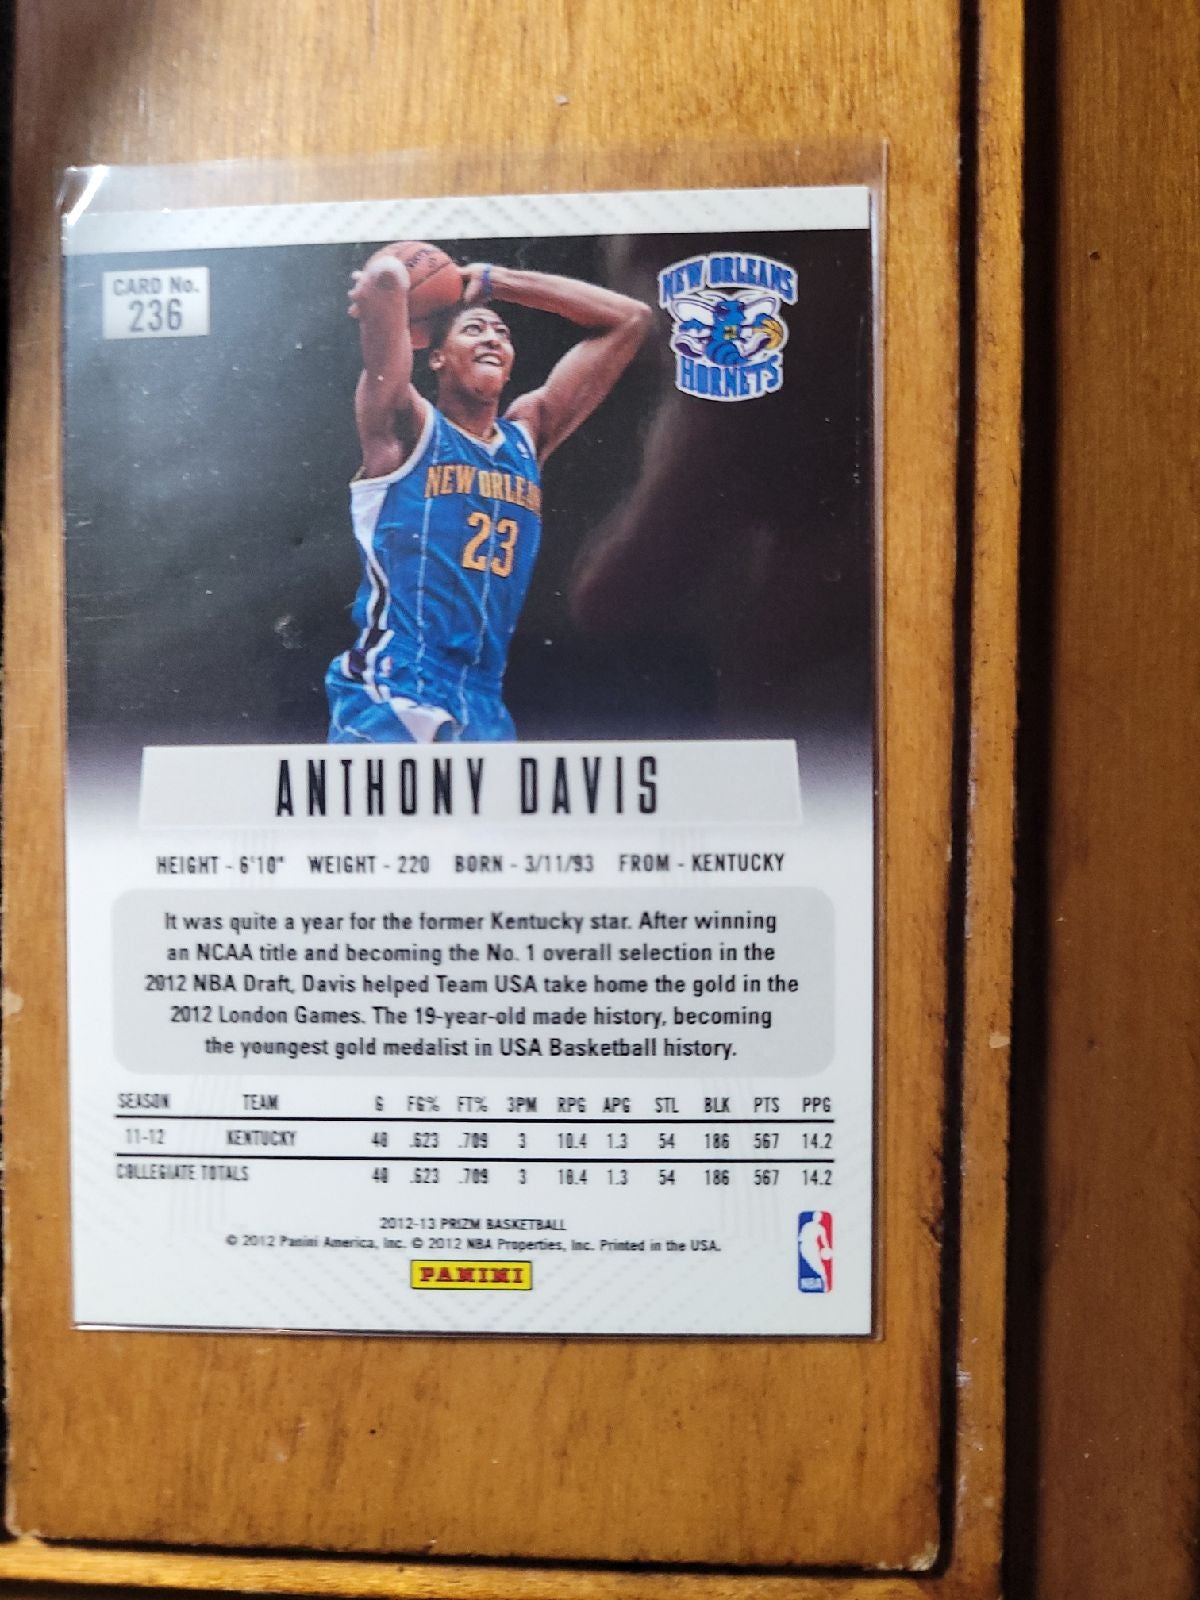 CARD No.
236
NEW ORLEANS
HORNETS
NEW ORLEA
23
ANTHONY DAVIS
HEIGHT - 6'10" WEIGHT - 220 BORN - 3/11/93 FROM - KENTUCKY
It was quite a year for the former Kentucky star. After winning
an NCAA title and becoming the No. 1 overall selection in the
2012 NBA Draft, Davis helped Team USA take home the gold in the
2012 London Games. The 19-year-old made history, becoming
the youngest gold medalist in USA Basketball history.
SEASON TEAM G FG% FT% 3PM RPG APG STL BLK PTS PPG
11-12 KENTUCKY 40 .623 .709 3 10.4 1.3 54 186 567 14.2
COLLEGIATE TOTALS 40 .623 .709 3 10.4 1.3 54 186 567 14.2
2012-13 PRIZM BASKETBALL
© 2012 Panini America, Inc. © 2012 NBA Properties, Inc. Printed in the USA.
PANINI
NBA